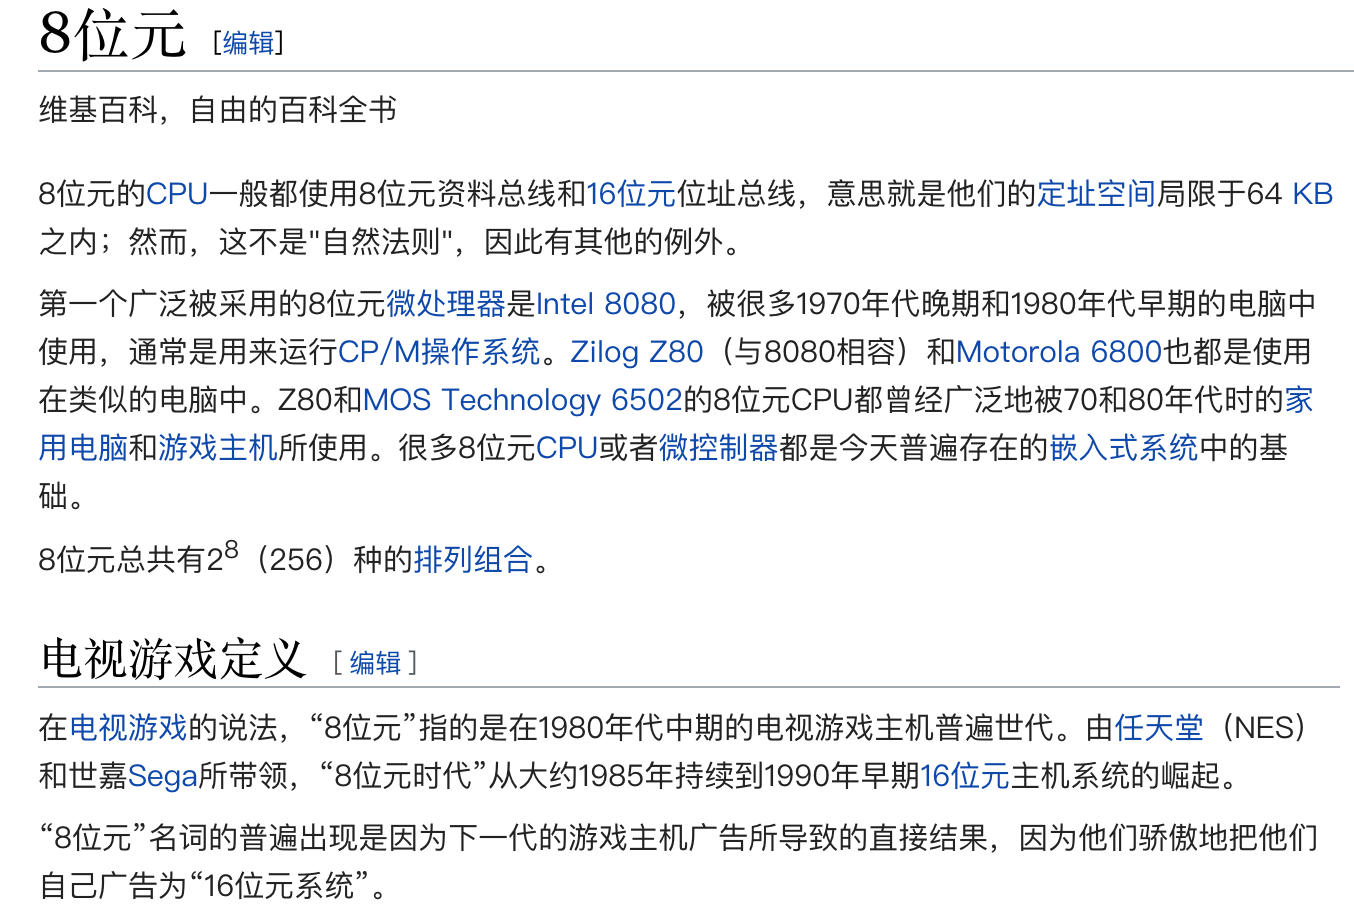 8位元 [编辑]
维基百科，自由的百科全书
8位元的CPU一般都使用8位元资料总线和16位元位址总线，意思就是他们的定址空间局限于64 KB
之内；然而，这不是"自然法则"，因此有其他的例外。
第一个广泛被采用的8位元微处理器是Intel 8080，被很多1970年代晚期和1980年代早期的电脑中
使用，通常是用来运行CP/M操作系统。Zilog Z80（与8080相容）和Motorola 6800也都是使用
在类似的电脑中。Z80和MOS Technology 6502的8位元CPU都曾经广泛地被70和80年代时的家
用电脑和游戏主机所使用。很多8位元CPU或者微控制器都是今天普遍存在的嵌入式系统中的基
础。
8位元总共有2⁸（256）种的排列组合。
电视游戏定义 [ 编辑 ]
在电视游戏的说法，“8位元”指的是在1980年代中期的电视游戏主机普遍世代。由任天堂（NES）
和世嘉Sega所带领，“8位元时代”从大约1985年持续到1990年早期16位元主机系统的崛起。
“8位元”名词的普遍出现是因为下一代的游戏主机广告所导致的直接结果，因为他们骄傲地把他们
自己广告为“16位元系统”。